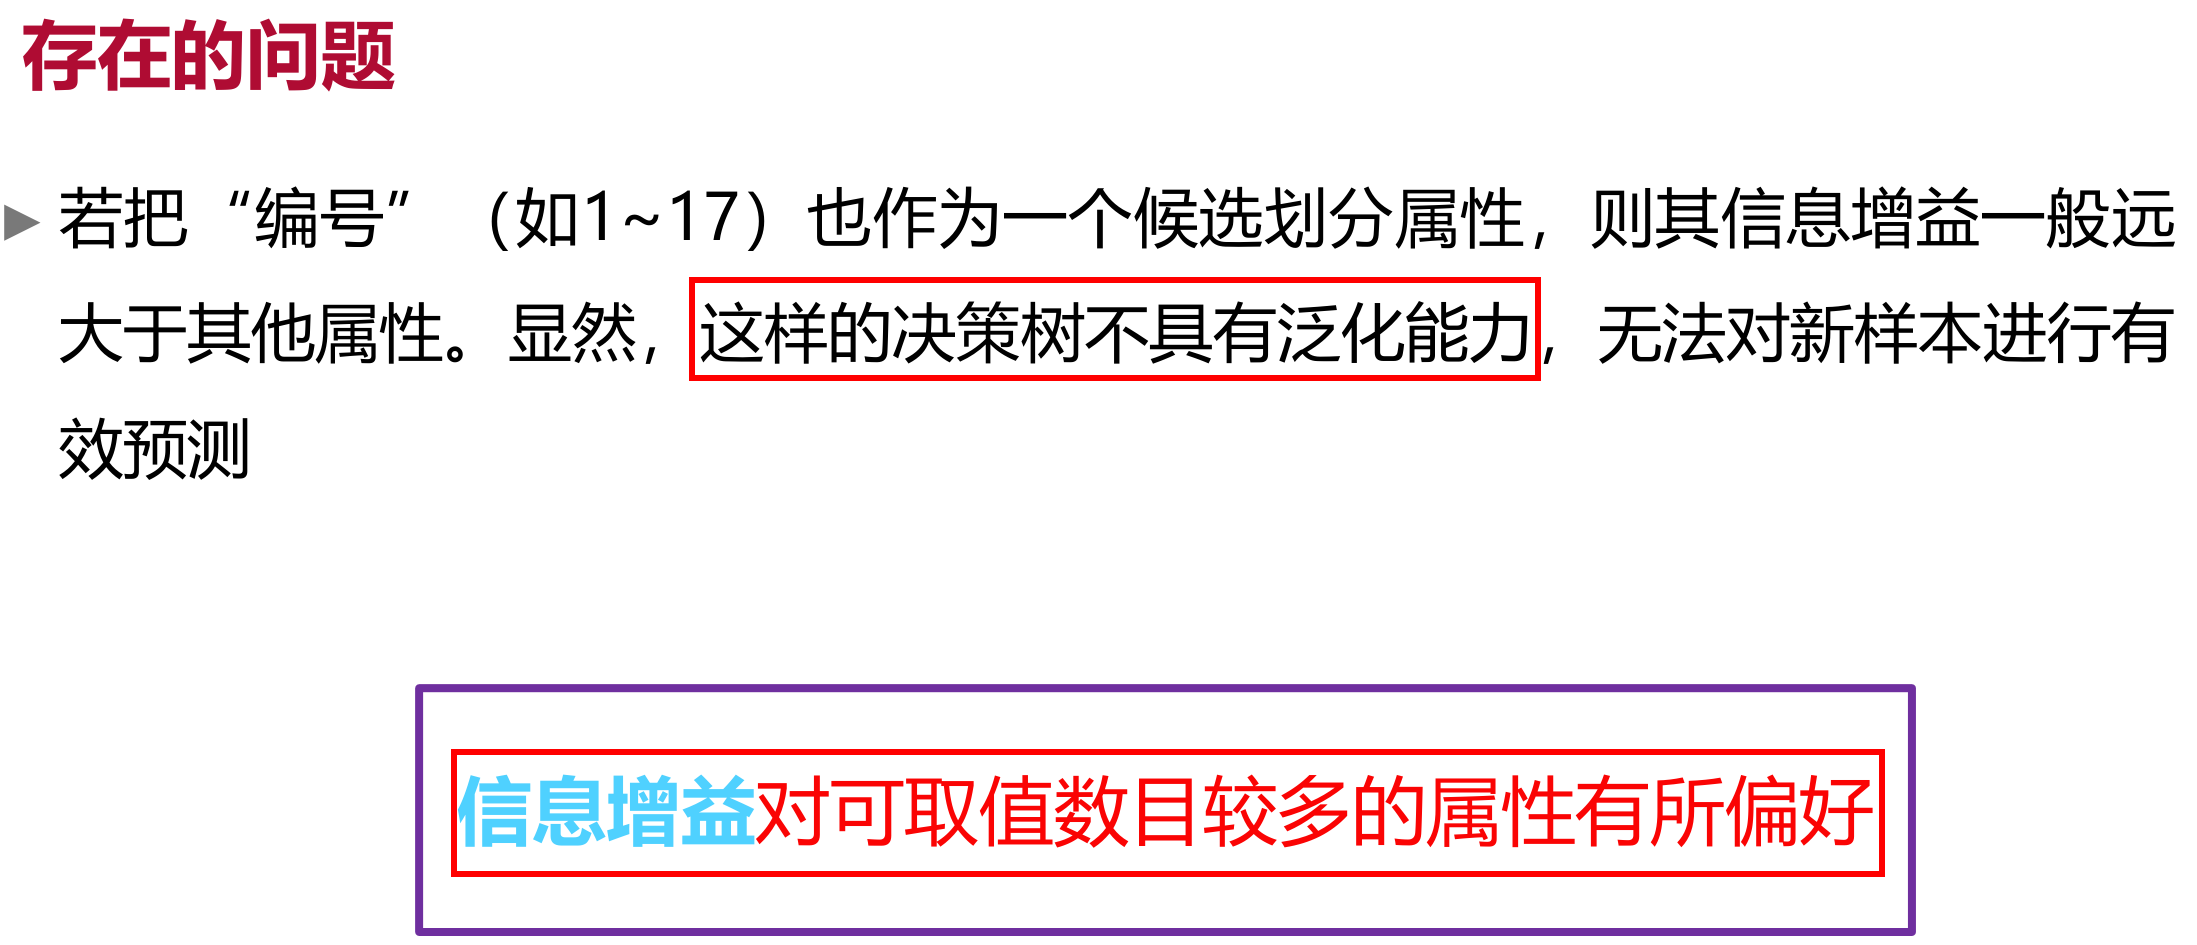 存在的问题
若把“编号”（如1~17）也作为一个候选划分属性，则其信息增益一般远
大于其他属性。显然，这样的决策树不具有泛化能力，无法对新样本进行有
效预测
信息增益对可取值数目较多的属性有所偏好